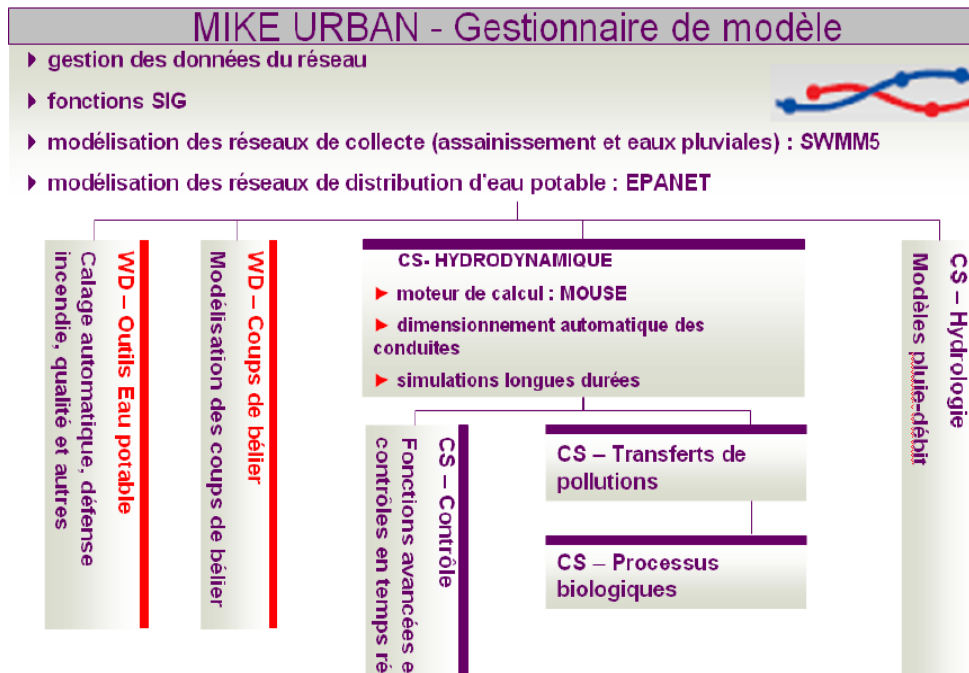 MIKE URBAN - Gestionnaire de modèle
gestion des données du réseau
fonctions SIG
modélisation des réseaux de collecte (assainissement et eaux pluviales) : SWMM5
modélisation des réseaux de distribution d'eau potable : EPANET
WD – Outils Eau potable
Calage automatique, défense
incendie, qualité et autres
WD – Coups de bélier
Modélisation des coups de bélier
CS- HYDRODYNAMIQUE
moteur de calcul : MOUSE
dimensionnement automatique des
conduites
simulations longues durées
CS – Contrôle
Fonctions avancées
contrôles en temps
CS – Transferts de
pollutions
CS – Processus
biologiques
CS – Hydrologie
Modèles pluie-débit